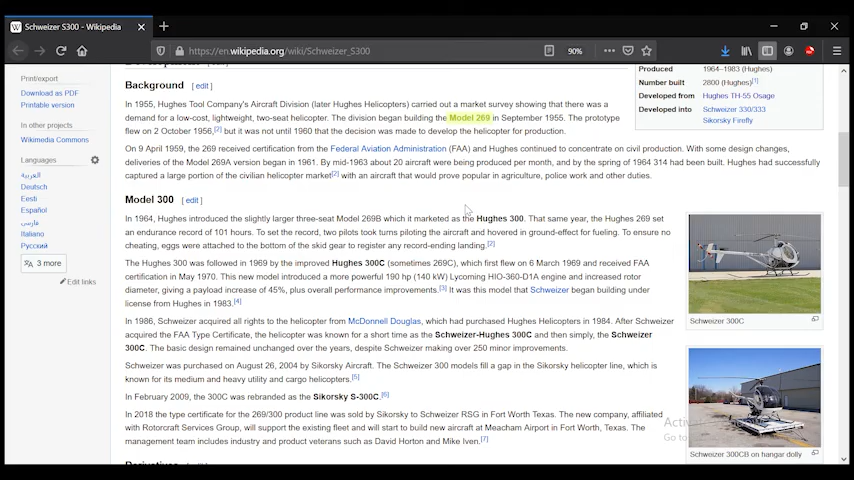 Schweizer S300 - Wikipedia
https://en.wikipedia.org/wiki/Schweizer_S300
90%
Print/export
Download as PDF
Printable version
In other projects
Wikimedia Commons
Languages
العربية
Deutsch
Eesti
Español
فارسی
Italiano
Русский
3 more
Edit links
Produced 1964–1983 (Hughes)
Number built 2800 (Hughes)[1]
Developed from Hughes TH-55 Osage
Developed into Schweizer 330/333
Sikorsky Firefly
Background [ edit ]
In 1955, Hughes Tool Company's Aircraft Division (later Hughes Helicopters) carried out a market survey showing that there was a
demand for a low-cost, lightweight, two-seat helicopter. The division began building the Model 269 in September 1955. The prototype
flew on 2 October 1956,[2] but it was not until 1960 that the decision was made to develop the helicopter for production.
On 9 April 1959, the 269 received certification from the Federal Aviation Administration (FAA) and Hughes continued to concentrate on civil production. With some design changes,
deliveries of the Model 269A version began in 1961. By mid-1963 about 20 aircraft were being produced per month, and by the spring of 1964 314 had been built. Hughes had successfully
captured a large portion of the civilian helicopter market[2] with an aircraft that would prove popular in agriculture, police work and other duties.
Model 300 [ edit ]
In 1964, Hughes introduced the slightly larger three-seat Model 269B which it marketed as the Hughes 300. That same year, the Hughes 269 set
an endurance record of 101 hours. To set the record, two pilots took turns piloting the aircraft and hovered in ground-effect for fueling. To ensure no
cheating, eggs were attached to the bottom of the skid gear to register any record-ending landing.[2]
The Hughes 300 was followed in 1969 by the improved Hughes 300C (sometimes 269C), which first flew on 6 March 1969 and received FAA
certification in May 1970. This new model introduced a more powerful 190 hp (140 kW) Lycoming HIO-360-D1A engine and increased rotor
diameter, giving a payload increase of 45%, plus overall performance improvements.[3] It was this model that Schweizer began building under
license from Hughes in 1983.[4]
In 1986, Schweizer acquired all rights to the helicopter from McDonnell Douglas, which had purchased Hughes Helicopters in 1984. After Schweizer
acquired the FAA Type Certificate, the helicopter was known for a short time as the Schweizer-Hughes 300C and then simply, the Schweizer
300C. The basic design remained unchanged over the years, despite Schweizer making over 250 minor improvements.
Schweizer was purchased on August 26, 2004 by Sikorsky Aircraft. The Schweizer 300 models fill a gap in the Sikorsky helicopter line, which is
known for its medium and heavy utility and cargo helicopters.[5]
In February 2009, the 300C was rebranded as the Sikorsky S-300C.[6]
In 2018 the type certificate for the 269/300 product line was sold by Sikorsky to Schweizer RSG in Fort Worth Texas. The new company, affiliated
with Rotorcraft Services Group, will support the existing fleet and will start to build new aircraft at Meacham Airport in Fort Worth, Texas. The
management team includes industry and product veterans such as David Horton and Mike Iven.[7]
Schweizer 300C
Schweizer 300CB on hangar dolly
Go to